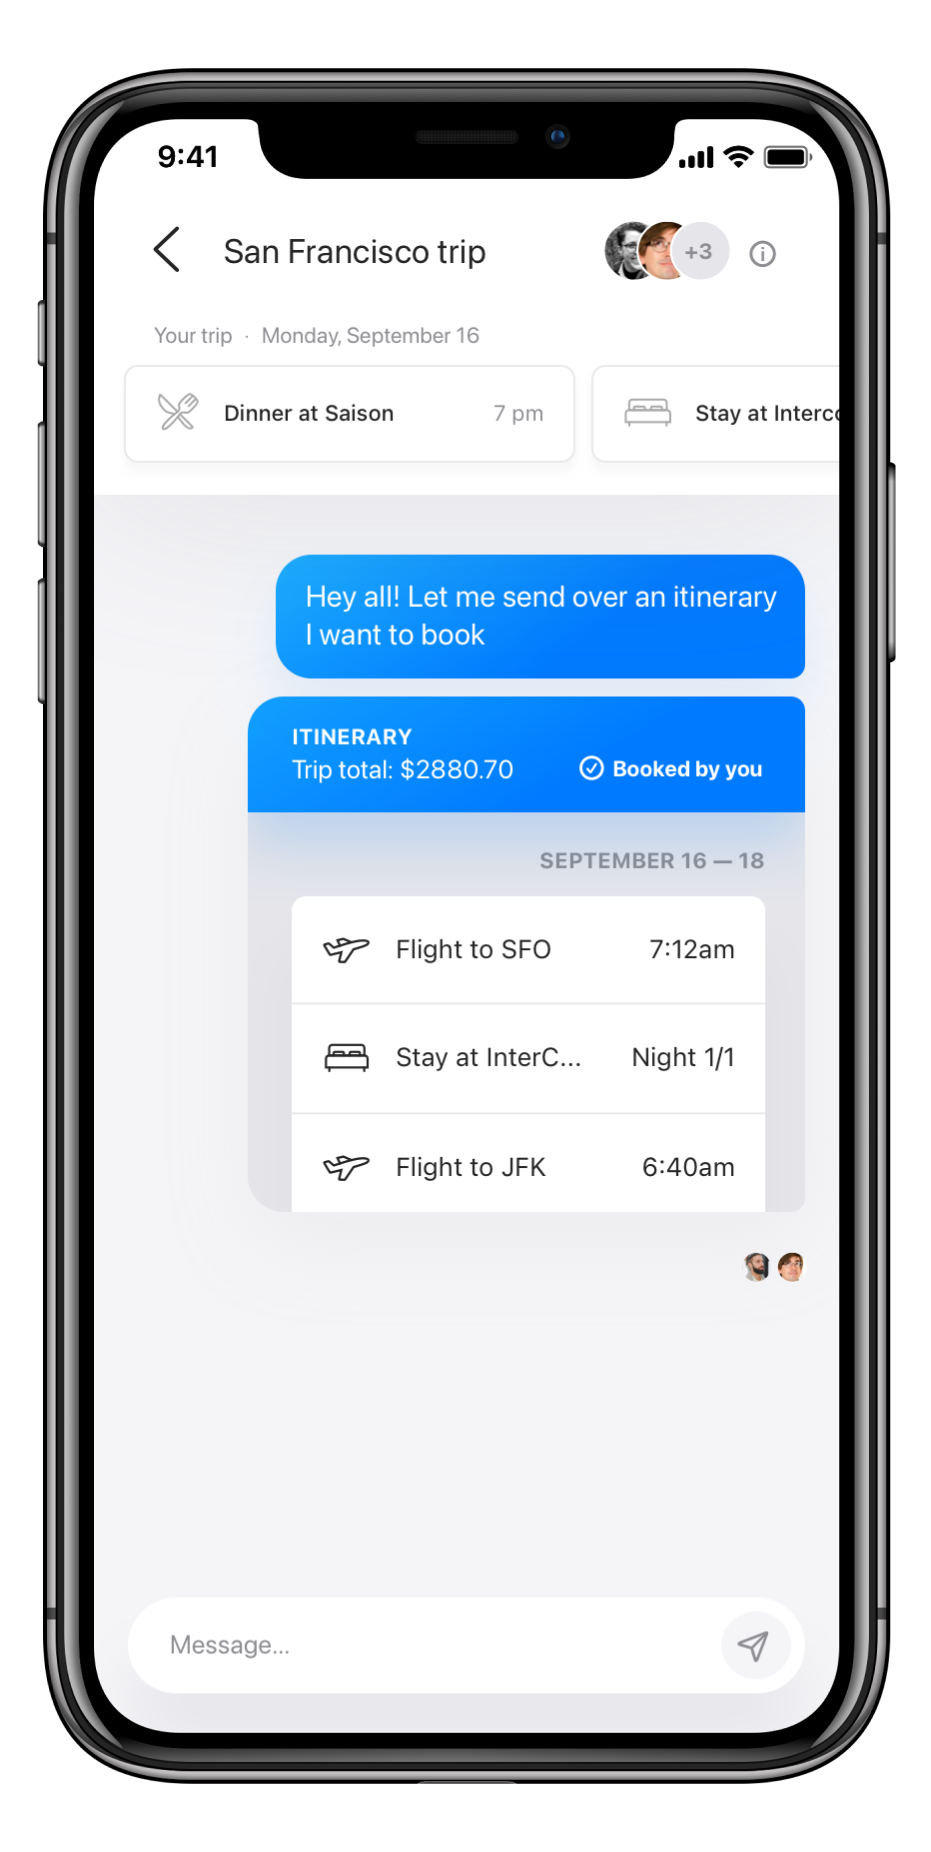 9:41
San Francisco trip +3
Your trip · Monday, September 16
Dinner at Saison 7 pm
Stay at Interco
Hey all! Let me send over an itinerary
I want to book
ITINERARY
Trip total: $2880.70
Booked by you
SEPTEMBER 16 — 18
Flight to SFO 7:12am
Stay at InterC... Night 1/1
Flight to JFK 6:40am
Message...